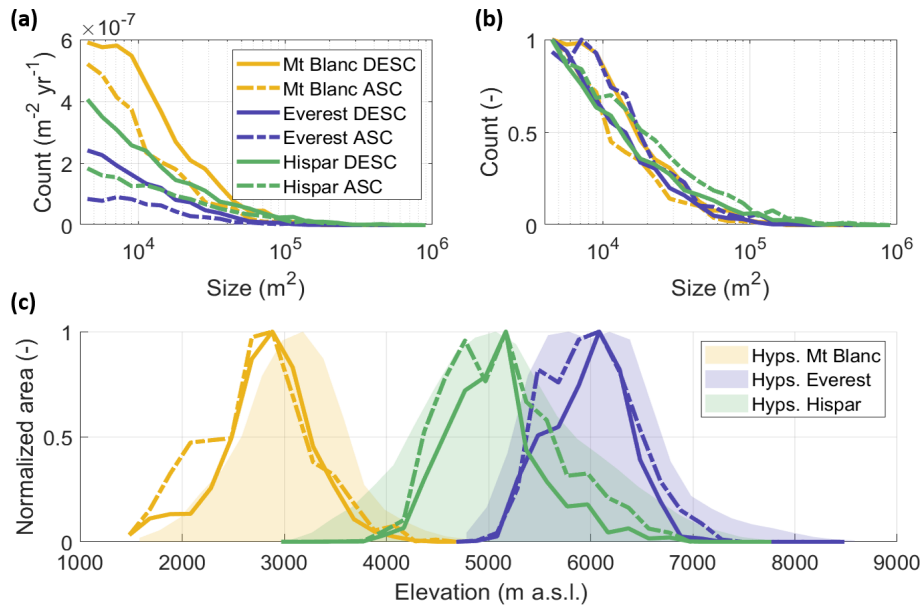 (a)
×10⁻⁷
6
4
2
0
Count (m⁻² yr⁻¹)
Mt Blanc DESC
Mt Blanc ASC
Everest DESC
Everest ASC
Hispar DESC
Hispar ASC
10⁴ 10⁵ 10⁶
Size (m²)
(b)
1
0.5
0
Count (-)
10⁴ 10⁵ 10⁶
Size (m²)
(c)
1
0.5
0
Normalized area (-)
Hyps. Mt Blanc
Hyps. Everest
Hyps. Hispar
1000 2000 3000 4000 5000 6000 7000 8000 9000
Elevation (m a.s.l.)